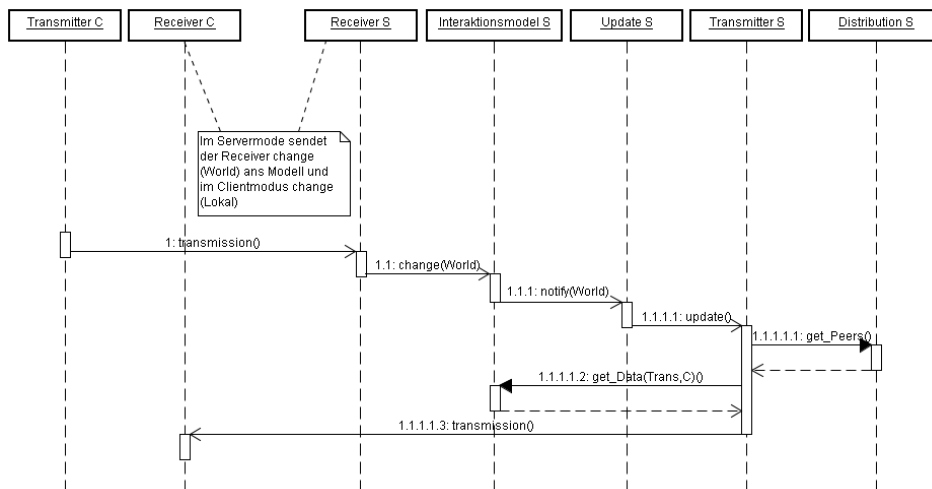 Transmitter C
Receiver C
Receiver S
Interaktionsmodel S
Update S
Transmitter S
Distribution S
Im Servermode sendet
der Receiver change
(World) ans Modell und
im Clientmodus change
(Lokal)
1: transmission()
1.1: change(World)
1.1.1: notify(World)
1.1.1.1: update()
1.1.1.1.1: get_Peers()
1.1.1.1.2: get_Data(Trans,C)()
1.1.1.1.3: transmission()